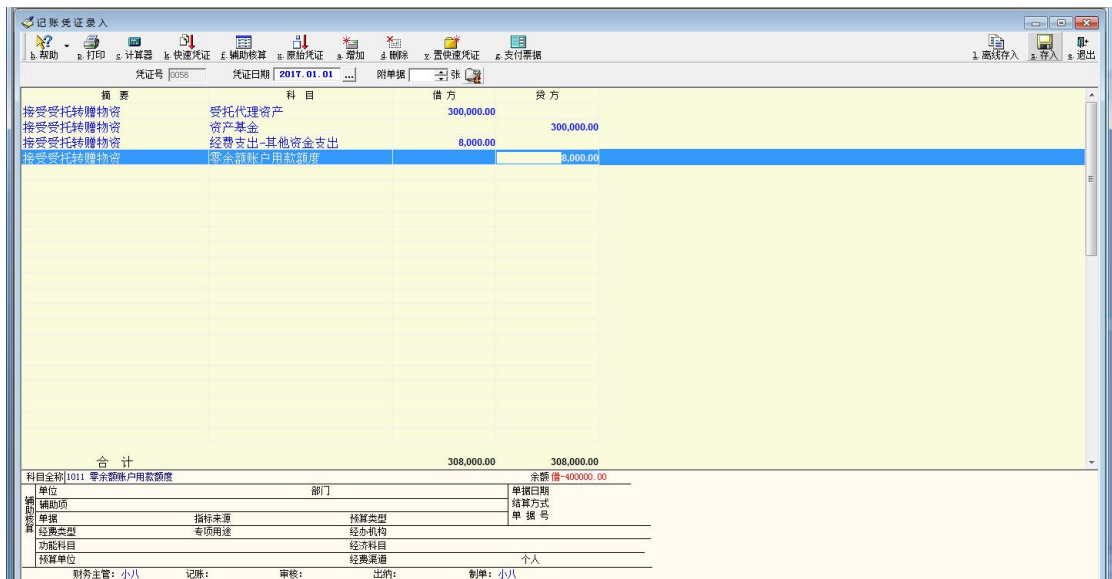 记账凭证录入
h.帮助 p.打印 c.计算器 k.快速凭证 f.辅助核算 x.原始凭证 a.增加 d.删除 v.置快速凭证 g.支付票据 l.离线存入 s.存入 e.退出
凭证号 0056 凭证日期 2017.01.01 ... 附单据 张
摘 要 科 目 借 方 贷 方
接受受托转赠物资 受托代理资产 300,000.00
接受受托转赠物资 资产基金 300,000.00
接受受托转赠物资 经费支出-其他资金支出 8,000.00
接受受托转赠物资 零余额账户用款额度 8,000.00
合 计 308,000.00 308,000.00
科目全称 1011 零余额账户用款额度 余额 借-400000.00
辅助核算
单位 部门 单据日期
辅助项 结算方式
单据 指标来源 预算类型 单 据 号
经费类型 专项用途 经办机构
功能科目 经济科目
预算单位 经费渠道 个人
财务主管: 小八 记账: 审核: 出纳: 制单: 小八